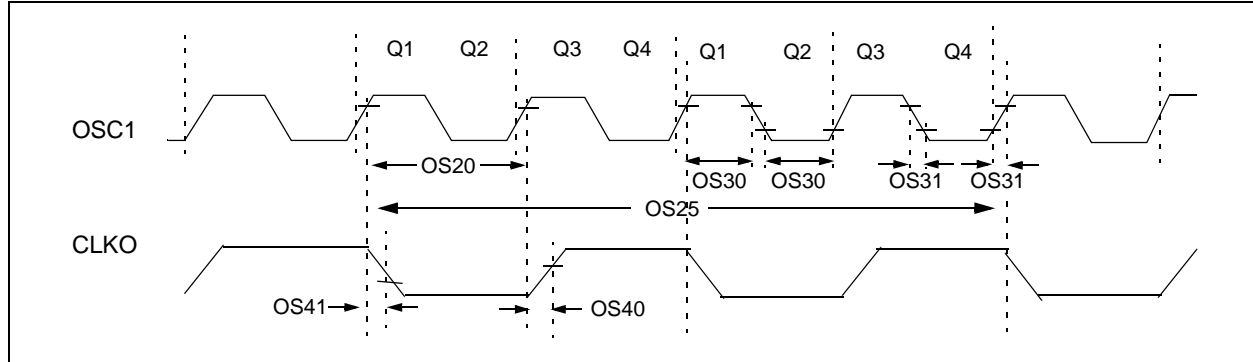 Q1 Q2 Q3 Q4 Q1 Q2 Q3 Q4
OSC1
OS20
OS30 OS30 OS31 OS31
OS25
CLKO
OS41 OS40